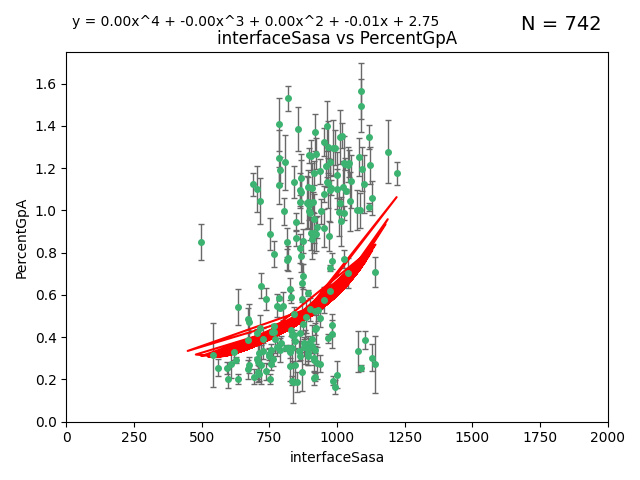 y = 0.00x^4 + -0.00x^3 + 0.00x^2 + -0.01x + 2.75
N = 742
interfaceSasa vs PercentGpA
PercentGpA
1.6
1.4
1.2
1.0
0.8
0.6
0.4
0.2
0.0
0 250 500 750 1000 1250 1500 1750 2000
interfaceSasa